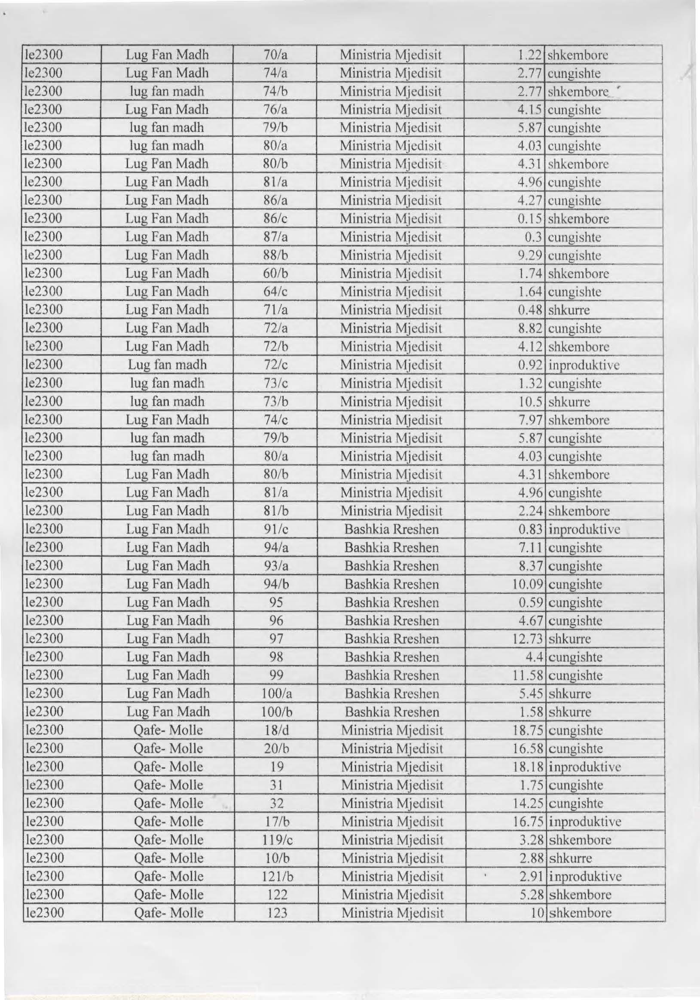 le2300 Lug Fan Madh 70/a Ministria Mjedisit 1.22 shkembore
le2300 Lug Fan Madh 74/a Ministria Mjedisit 2.77 cungishte
le2300 lug fan madh 74/b Ministria Mjedisit 2.77 shkembore
le2300 Lug Fan Madh 76/a Ministria Mjedisit 4.15 cungishte
le2300 lug fan madh 79/b Ministria Mjedisit 5.87 cungishte
le2300 lug fan madh 80/a Ministria Mjedisit 4.03 cungishte
le2300 Lug Fan Madh 80/b Ministria Mjedisit 4.31 shkembore
le2300 Lug Fan Madh 81/a Ministria Mjedisit 4.96 cungishte
le2300 Lug Fan Madh 86/a Ministria Mjedisit 4.27 cungishte
le2300 Lug Fan Madh 86/c Ministria Mjedisit 0.15 shkembore
le2300 Lug Fan Madh 87/a Ministria Mjedisit 0.3 cungishte
le2300 Lug Fan Madh 88/b Ministria Mjedisit 9.29 cungishte
le2300 Lug Fan Madh 60/b Ministria Mjedisit 1.74 shkembore
le2300 Lug Fan Madh 64/c Ministria Mjedisit 1.64 cungishte
le2300 Lug Fan Madh 71/a Ministria Mjedisit 0.48 shkurre
le2300 Lug Fan Madh 72/a Ministria Mjedisit 8.82 cungishte
le2300 Lug Fan Madh 72/b Ministria Mjedisit 4.12 shkembore
le2300 Lug fan madh 72/c Ministria Mjedisit 0.92 inproduktive
le2300 lug fan madh 73/c Ministria Mjedisit 1.32 cungishte
le2300 lug fan madh 73/b Ministria Mjedisit 10.5 shkurre
le2300 Lug Fan Madh 74/c Ministria Mjedisit 7.97 shkembore
le2300 lug fan madh 79/b Ministria Mjedisit 5.87 cungishte
le2300 lug fan madh 80/a Ministria Mjedisit 4.03 cungishte
le2300 Lug Fan Madh 80/b Ministria Mjedisit 4.31 shkembore
le2300 Lug Fan Madh 81/a Ministria Mjedisit 4.96 cungishte
le2300 Lug Fan Madh 81/b Ministria Mjedisit 2.24 shkembore
le2300 Lug Fan Madh 91/c Bashkia Rreshen 0.83 inproduktive
le2300 Lug Fan Madh 94/a Bashkia Rreshen 7.11 cungishte
le2300 Lug Fan Madh 93/a Bashkia Rreshen 8.37 cungishte
le2300 Lug Fan Madh 94/b Bashkia Rreshen 10.09 cungishte
le2300 Lug Fan Madh 95 Bashkia Rreshen 0.59 cungishte
le2300 Lug Fan Madh 96 Bashkia Rreshen 4.67 cungishte
le2300 Lug Fan Madh 97 Bashkia Rreshen 12.73 shkurre
le2300 Lug Fan Madh 98 Bashkia Rreshen 4.4 cungishte
le2300 Lug Fan Madh 99 Bashkia Rreshen 11.58 cungishte
le2300 Lug Fan Madh 100/a Bashkia Rreshen 5.45 shkurre
le2300 Lug Fan Madh 100/b Bashkia Rreshen 1.58 shkurre
le2300 Qafe- Molle 18/d Ministria Mjedisit 18.75 cungishte
le2300 Qafe- Molle 20/b Ministria Mjedisit 16.58 cungishte
le2300 Qafe- Molle 19 Ministria Mjedisit 18.18 inproduktive
le2300 Qafe- Molle 31 Ministria Mjedisit 1.75 cungishte
le2300 Qafe- Molle 32 Ministria Mjedisit 14.25 cungishte
le2300 Qafe- Molle 17/b Ministria Mjedisit 16.75 inproduktive
le2300 Qafe- Molle 119/c Ministria Mjedisit 3.28 shkembore
le2300 Qafe- Molle 10/b Ministria Mjedisit 2.88 shkurre
le2300 Qafe- Molle 121/b Ministria Mjedisit 2.91 inproduktive
le2300 Qafe- Molle 122 Ministria Mjedisit 5.28 shkembore
le2300 Qafe- Molle 123 Ministria Mjedisit 10 shkembore